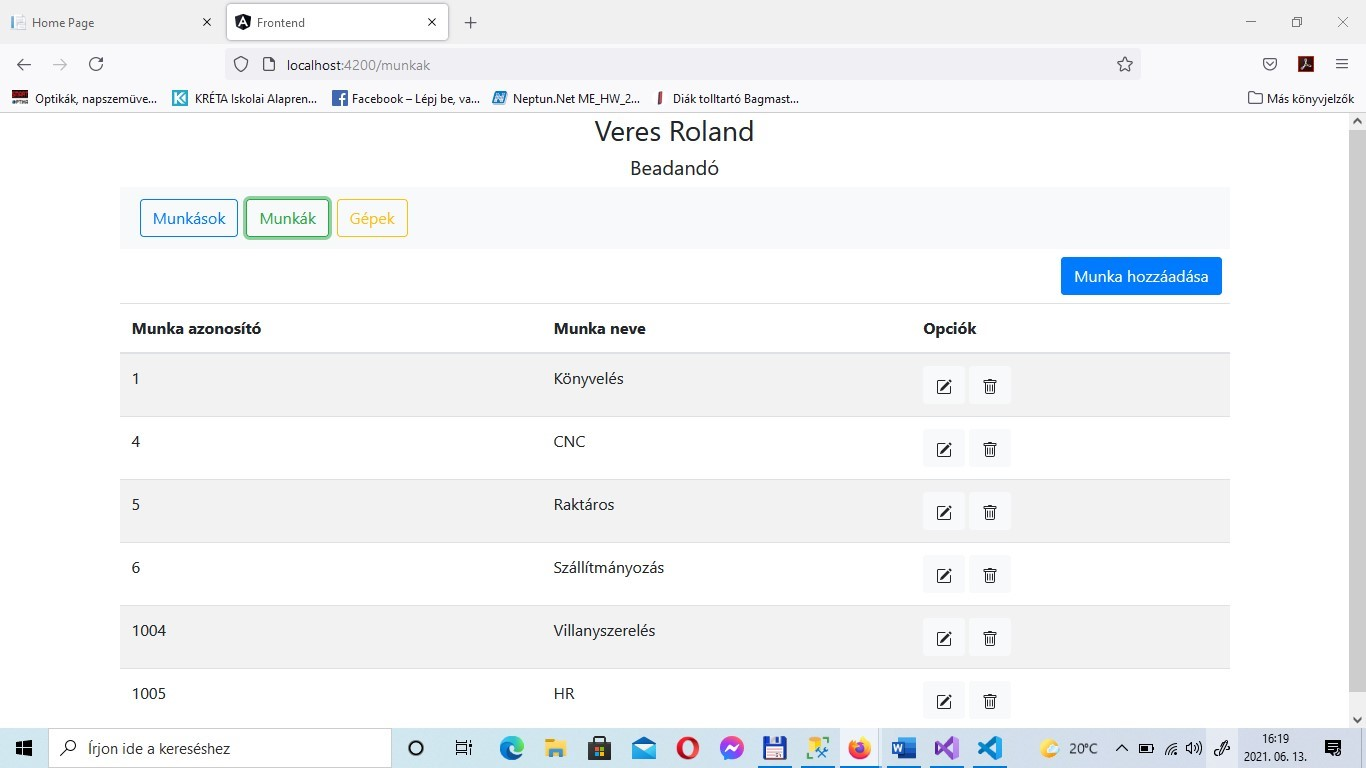 Home Page
Frontend
localhost:4200/munkak
Optikák, napszemüve... KRÉTA Iskolai Alapren... Facebook – Lépj be, va... Neptun.Net ME_HW_2... Diák tolltartó Bagmast... Más könyvjelzők
Veres Roland
Beadandó
Munkások Munkák Gépek
Munka hozzáadása
Munka azonosító Munka neve Opciók
1 Könyvelés
4 CNC
5 Raktáros
6 Szállítmányozás
1004 Villanyszerelés
1005 HR
Írjon ide a kereséshez
20°C
16:19
2021. 06. 13.